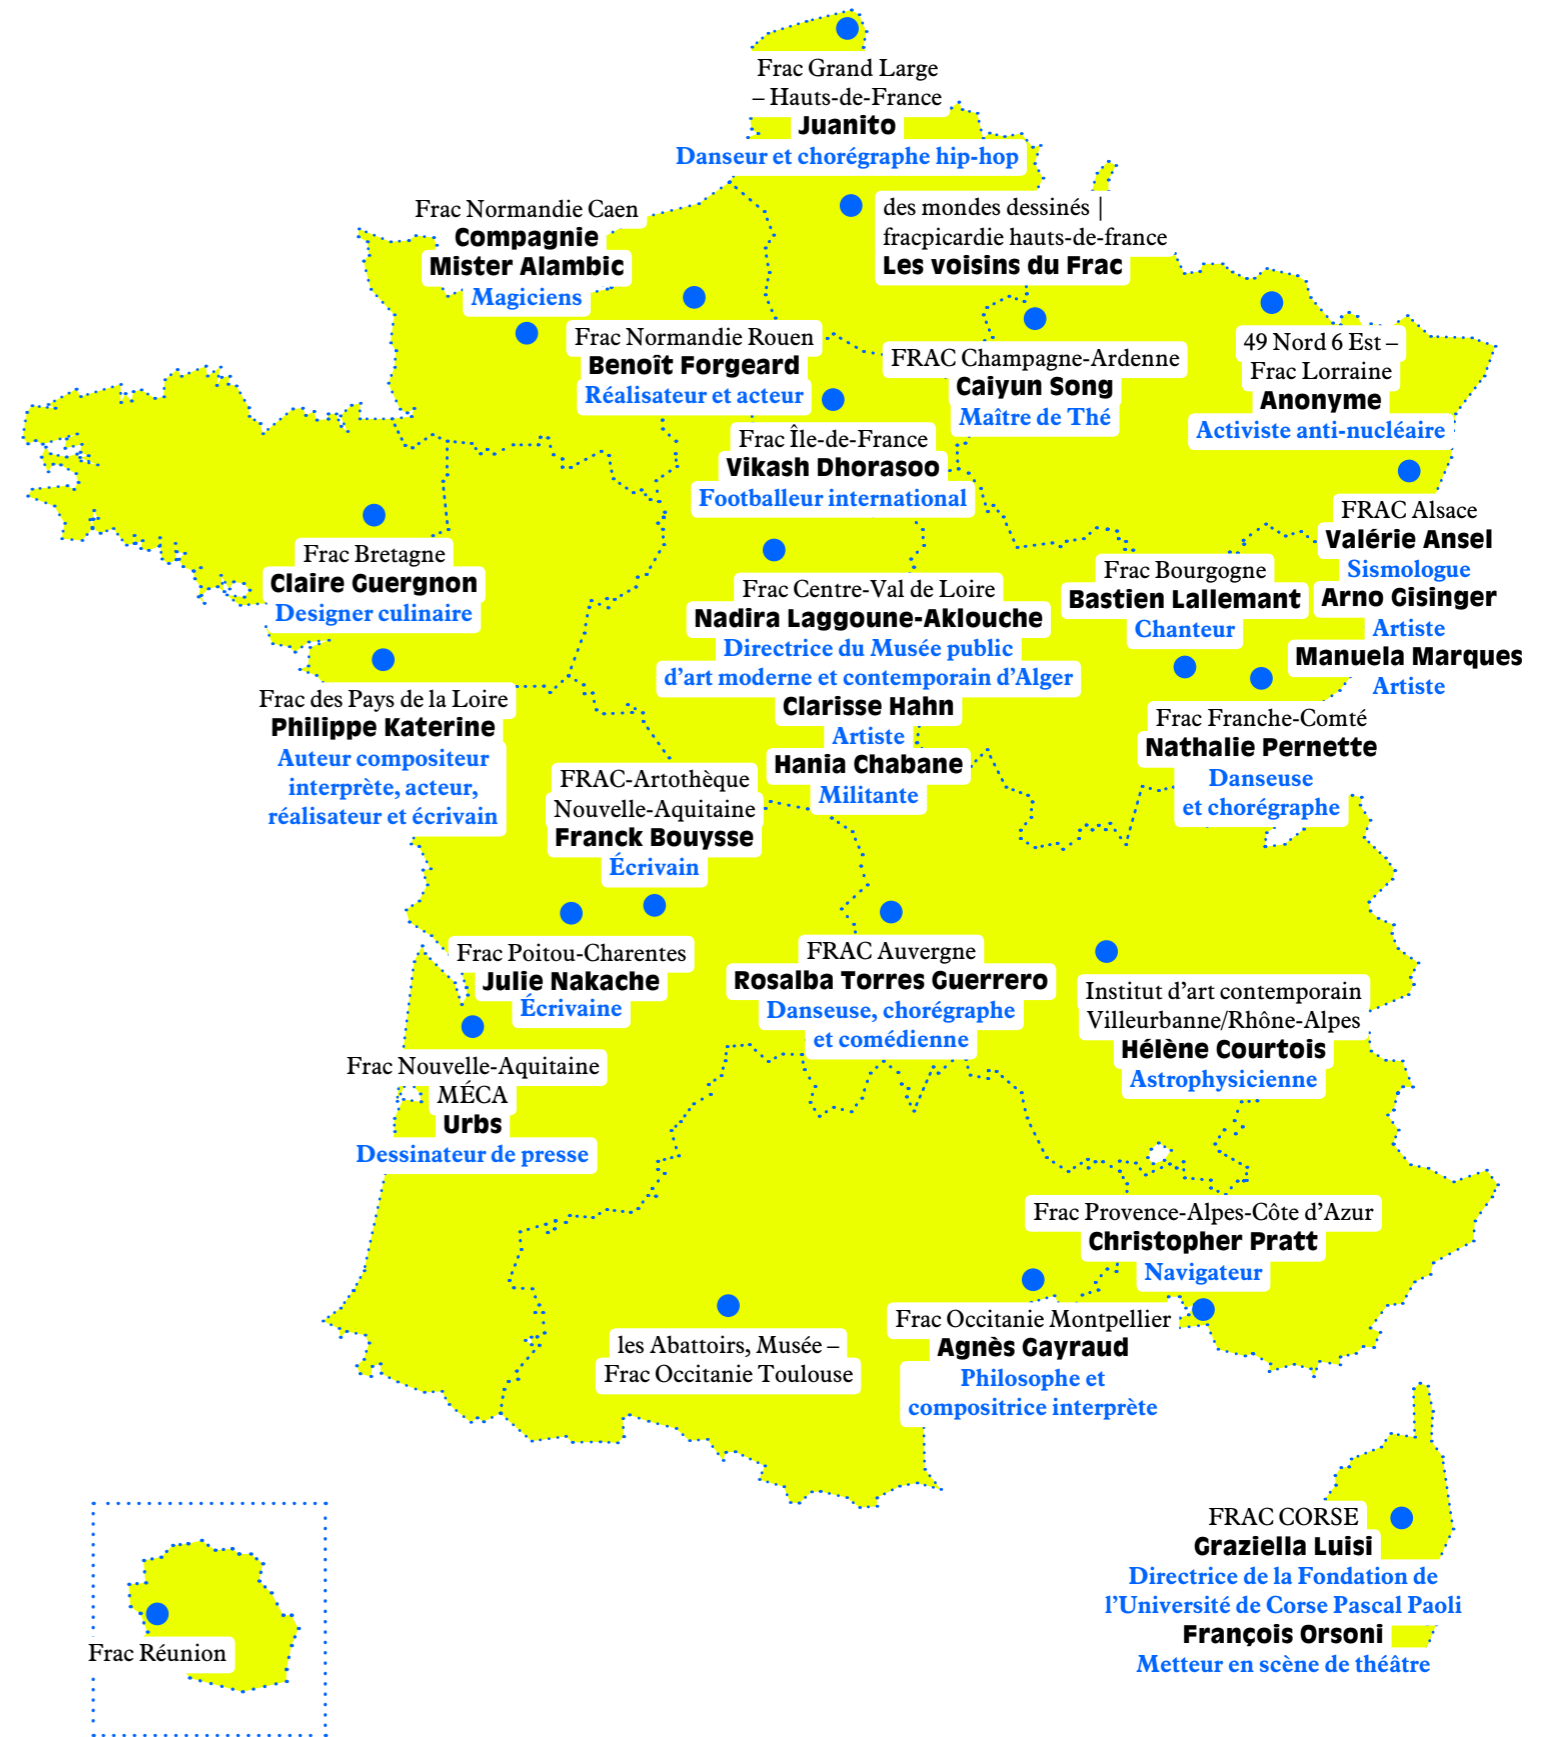 Frac Grand Large
– Hauts-de-France
Juanito
Danseur et chorégraphe hip-hop
des mondes dessinés |
fracpicardie hauts-de-france
Les voisins du Frac
Frac Normandie Caen
Compagnie
Mister Alambic
Magiciens
Frac Normandie Rouen
Benoît Forgeard
Réalisateur et acteur
FRAC Champagne-Ardenne
Caiyun Song
Maître de Thé
49 Nord 6 Est –
Frac Lorraine
Anonyme
Activiste anti-nucléaire
Frac Île-de-France
Vikash Dhorasoo
Footballeur international
FRAC Alsace
Valérie Ansel
Sismologue
Arno Gisinger
Artiste
Manuela Marques
Artiste
Frac Bretagne
Claire Guergnon
Designer culinaire
Frac Centre-Val de Loire
Nadira Laggoune-Aklouche
Directrice du Musée public
d’art moderne et contemporain d’Alger
Clarisse Hahn
Artiste
Hania Chabane
Militante
Frac Bourgogne
Bastien Lallemant
Chanteur
Frac des Pays de la Loire
Philippe Katerine
Auteur compositeur
interprète, acteur,
réalisateur et écrivain
Frac Franche-Comté
Nathalie Pernette
Danseuse
et chorégraphe
FRAC-Artothèque
Nouvelle-Aquitaine
Franck Bouysse
Écrivain
Frac Poitou-Charentes
Julie Nakache
Écrivaine
FRAC Auvergne
Rosalba Torres Guerrero
Danseuse, chorégraphe
et comédienne
Institut d’art contemporain
Villeurbanne/Rhône-Alpes
Hélène Courtois
Astrophysicienne
Frac Nouvelle-Aquitaine
MÉCA
Urbs
Dessinateur de presse
Frac Provence-Alpes-Côte d’Azur
Christopher Pratt
Navigateur
les Abattoirs, Musée –
Frac Occitanie Toulouse
Frac Occitanie Montpellier
Agnès Gayraud
Philosophe et
compositrice interprète
FRAC CORSE
Graziella Luisi
Directrice de la Fondation de
l’Université de Corse Pascal Paoli
François Orsoni
Metteur en scène de théâtre
Frac Réunion